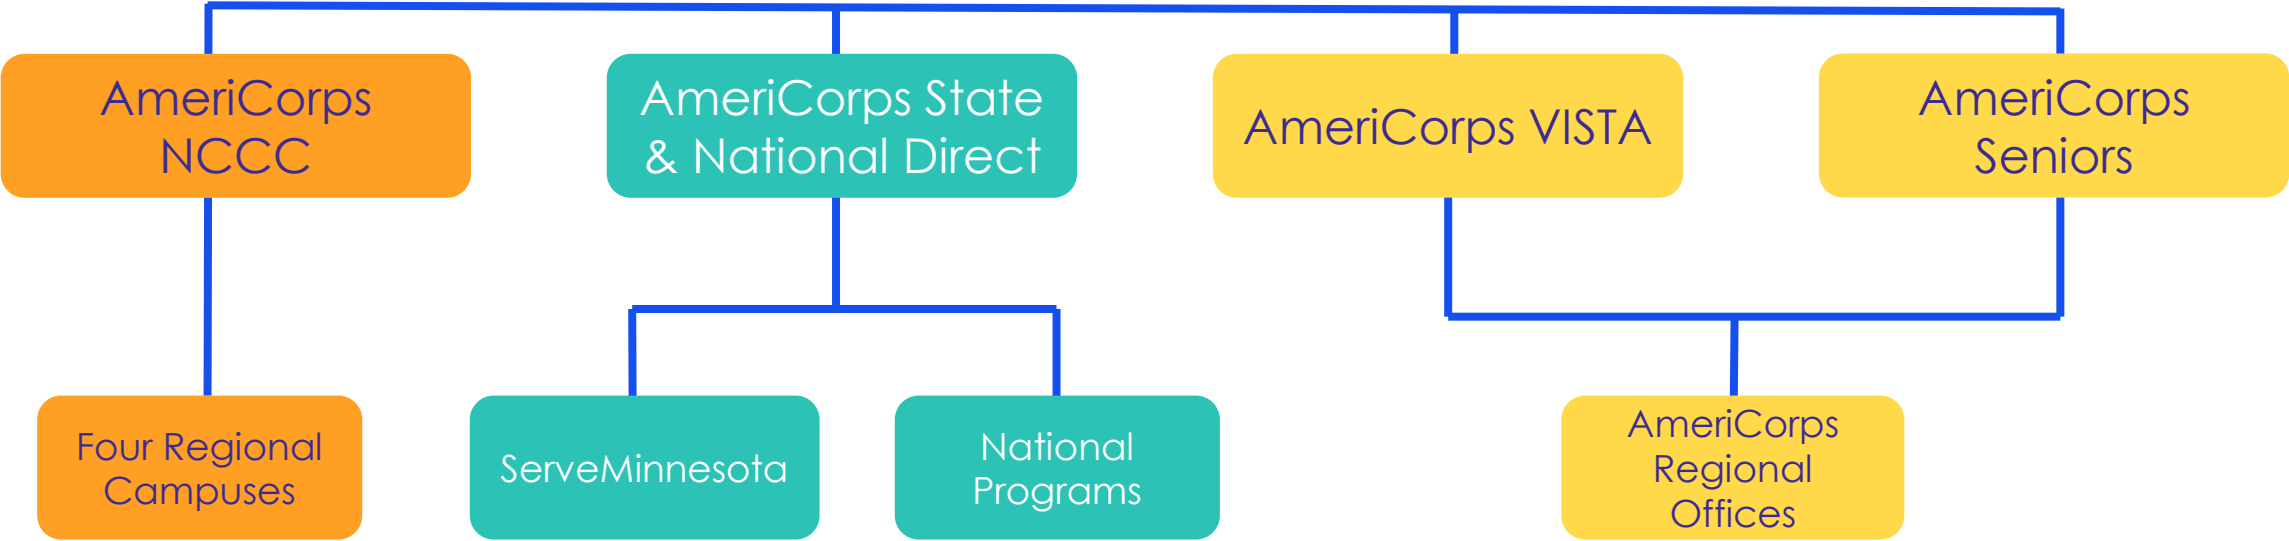 AmeriCorps
NCCC
AmeriCorps State
& National Direct
AmeriCorps VISTA
AmeriCorps
Seniors
Four Regional
Campuses
ServeMinnesota
National
Programs
AmeriCorps
Regional
Offices